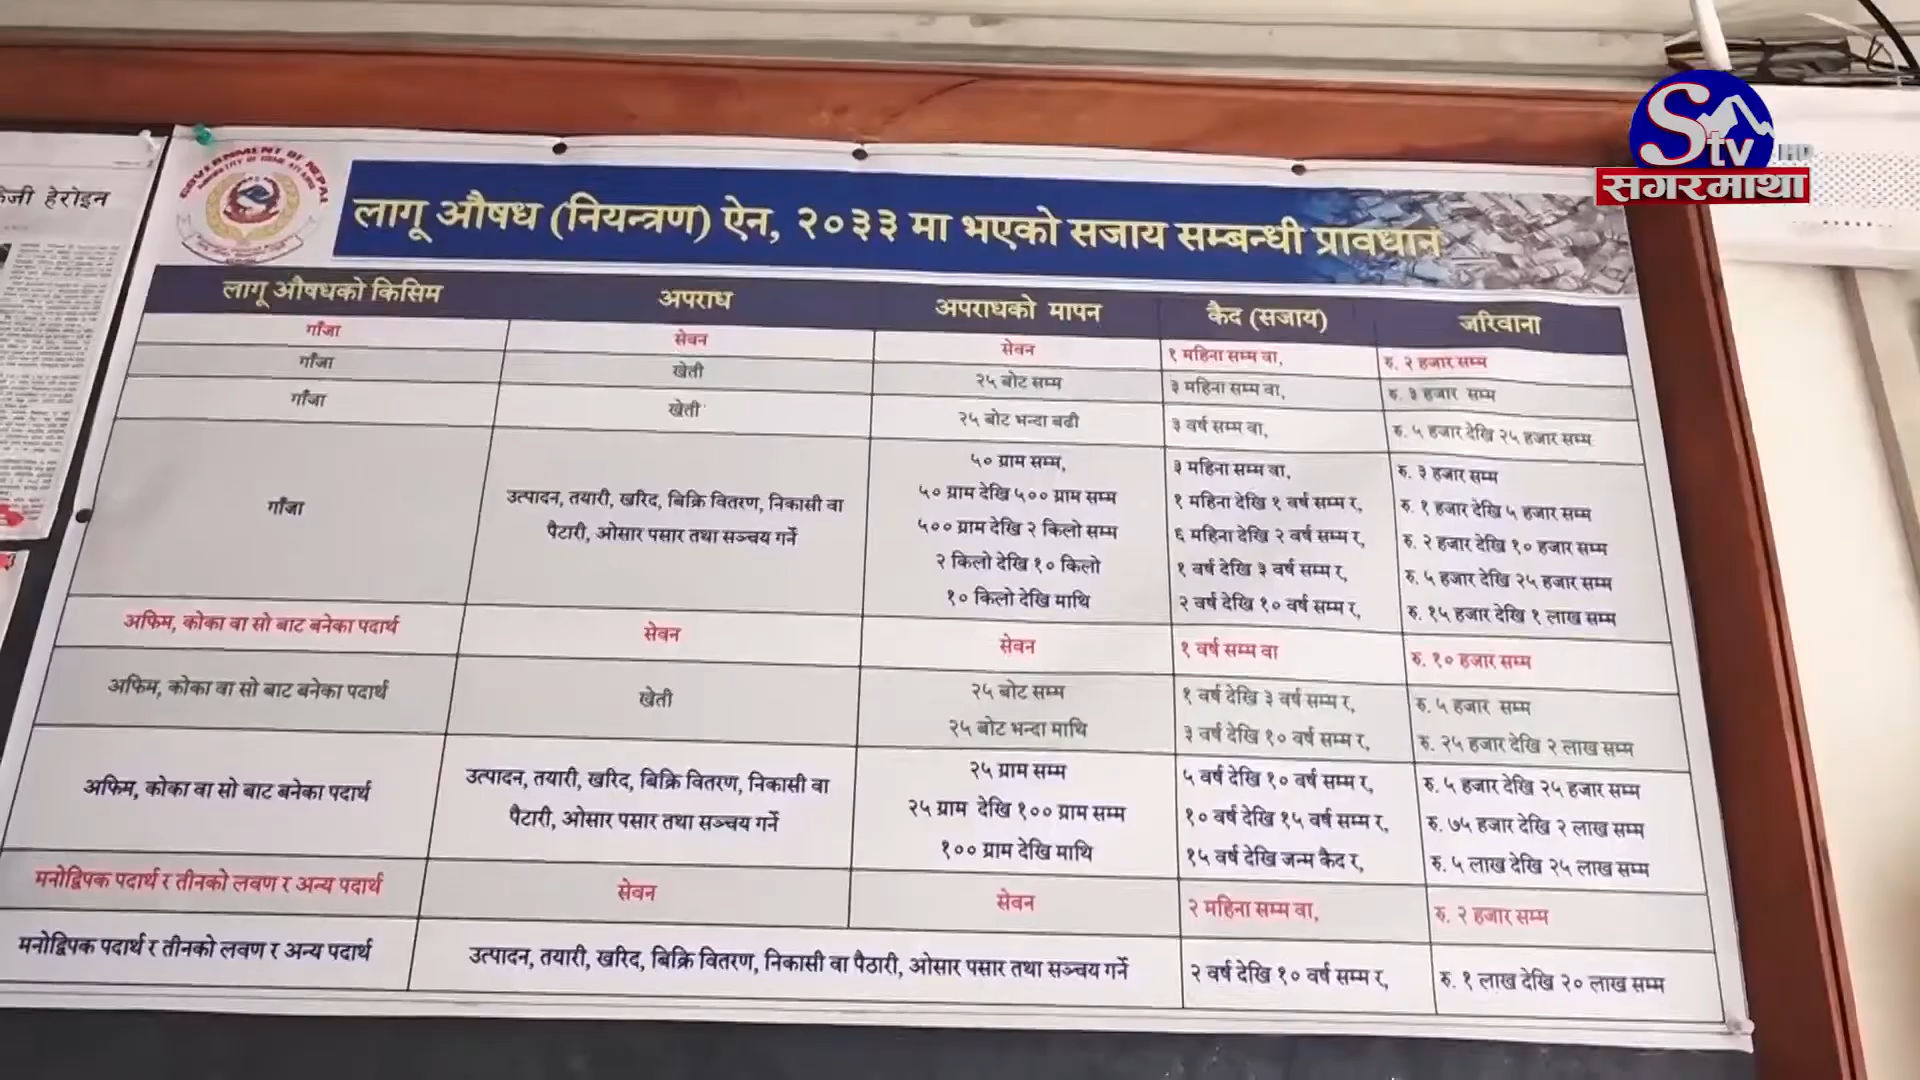 STV HD
सगरमाथा
जी हेरोइन
GOVERNMENT OF NEPAL
लागू औषध (नियन्त्रण) ऐन, २०३३ मा भएको सजाय सम्बन्धी प्रावधान
लागू औषधको किसिम अपराध अपराधको मापन कैद (सजाय) जरिवाना
गाँजा सेवन सेवन १ महिना सम्म वा, रु. २ हजार सम्म
गाँजा खेती २५ बोट सम्म ३ महिना सम्म वा, रु. ३ हजार सम्म
गाँजा खेती २५ बोट भन्दा बढी ३ वर्ष सम्म वा, रु. ५ हजार देखि २५ हजार सम्म
५० ग्राम सम्म, ३ महिना सम्म वा, रु. ३ हजार सम्म
गाँजा उत्पादन, तयारी, खरिद, बिक्रि वितरण, निकासी वा ५० ग्राम देखि ५०० ग्राम सम्म १ महिना देखि १ वर्ष सम्म र, रु. १ हजार देखि ५ हजार सम्म
पैटारी, ओसार पसार तथा सञ्चय गर्ने ५०० ग्राम देखि २ किलो सम्म ६ महिना देखि २ वर्ष सम्म र, रु. २ हजार देखि १० हजार सम्म
२ किलो देखि १० किलो १ वर्ष देखि ३ वर्ष सम्म र, रु. ५ हजार देखि २५ हजार सम्म
१० किलो देखि माथि २ वर्ष देखि १० वर्ष सम्म र, रु. १५ हजार देखि १ लाख सम्म
अफिम, कोका वा सो बाट बनेका पदार्थ सेवन सेवन १ वर्ष सम्म वा रु. १० हजार सम्म
अफिम, कोका वा सो बाट बनेका पदार्थ खेती २५ बोट सम्म १ वर्ष देखि ३ वर्ष सम्म र, रु. ५ हजार सम्म
२५ बोट भन्दा माथि ३ वर्ष देखि १० वर्ष सम्म र, रु. २५ हजार देखि २ लाख सम्म
अफिम, कोका वा सो बाट बनेका पदार्थ उत्पादन, तयारी, खरिद, बिक्रि वितरण, निकासी वा २५ ग्राम सम्म ५ वर्ष देखि १० वर्ष सम्म र, रु. ५ हजार देखि २५ हजार सम्म
पैटारी, ओसार पसार तथा सञ्चय गर्ने २५ ग्राम देखि १०० ग्राम सम्म १० वर्ष देखि १५ वर्ष सम्म र, रु. ७५ हजार देखि २ लाख सम्म
१०० ग्राम देखि माथि १५ वर्ष देखि जन्म कैद र, रु. ५ लाख देखि २५ लाख सम्म
मनोद्विपक पदार्थ र तीनको लवण र अन्य पदार्थ सेवन सेवन २ महिना सम्म वा, रु. २ हजार सम्म
मनोद्विपक पदार्थ र तीनको लवण र अन्य पदार्थ उत्पादन, तयारी, खरिद, बिक्रि वितरण, निकासी वा पैठारी, ओसार पसार तथा सञ्चय गर्ने २ वर्ष देखि १० वर्ष सम्म र, रु. १ लाख देखि २० लाख सम्म